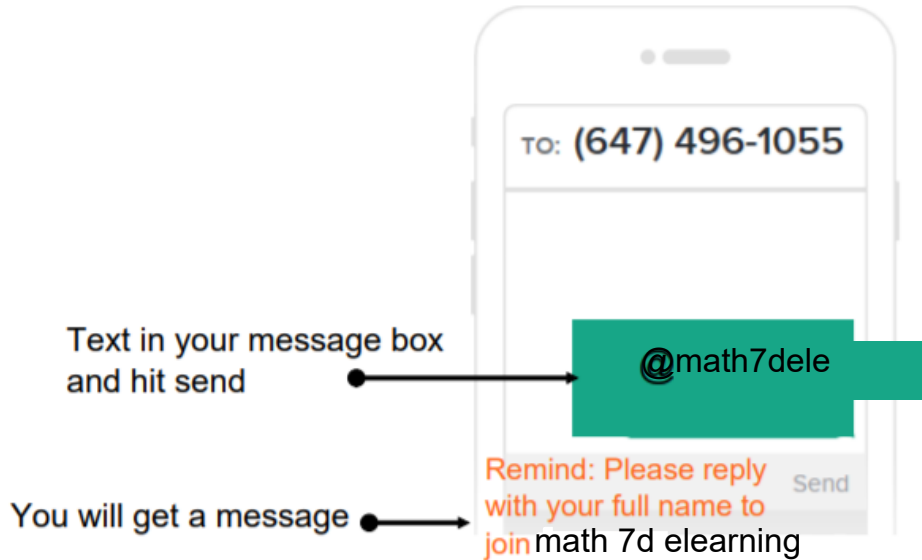 TO: (647) 496-1055
Text in your message box
and hit send
@math7dele
Send
You will get a message
Remind: Please reply
with your full name to
join math 7d elearning